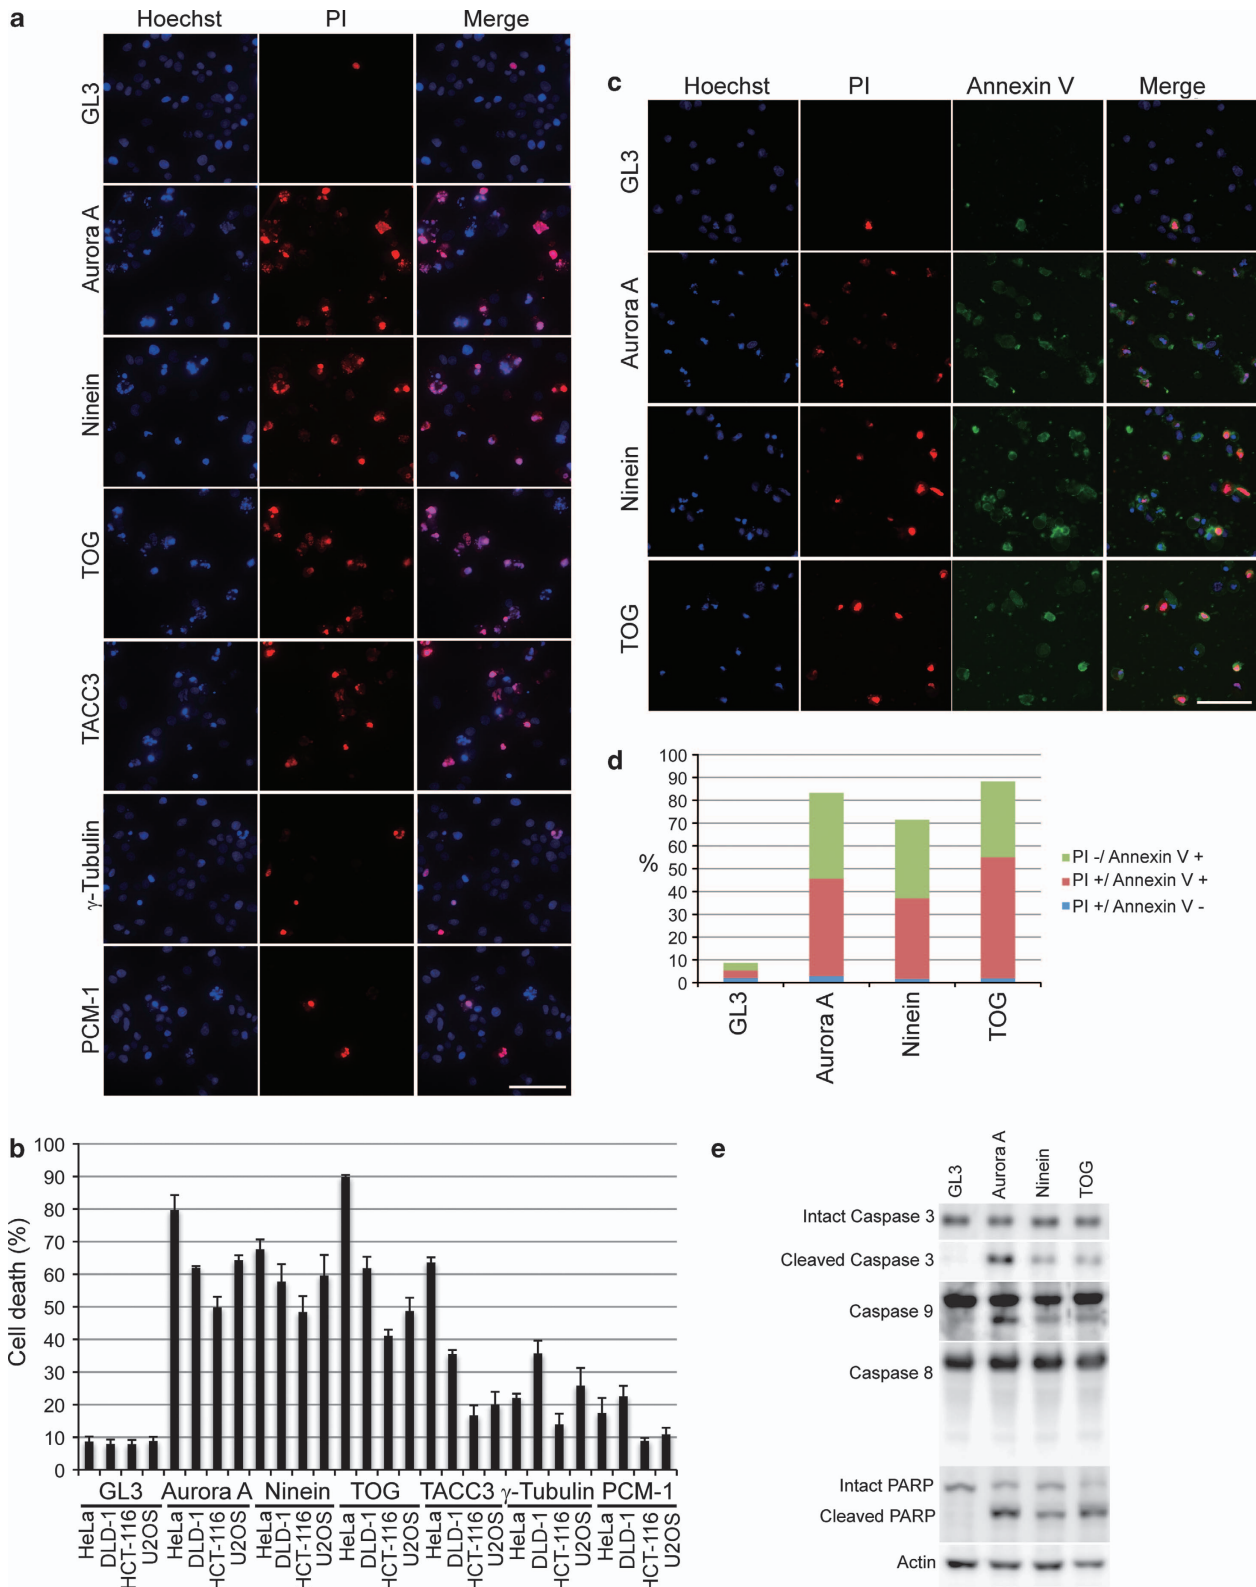 a
Hoechst PI Merge
GL3
Aurora A
Ninein
TOG
TACC3
γ-Tubulin
PCM-1
b
Cell death (%)
100
90
80
70
60
50
40
30
20
10
0
GL3 Aurora A Ninein TOG TACC3 γ-Tubulin PCM-1
HeLa DLD-1 HCT-116 U2OS HeLa DLD-1 HCT-116 U2OS HeLa DLD-1 HCT-116 U2OS HeLa DLD-1 HCT-116 U2OS HeLa DLD-1 HCT-116 U2OS HeLa DLD-1 HCT-116 U2OS HeLa DLD-1 HCT-116 U2OS
c
Hoechst PI Annexin V Merge
GL3
Aurora A
Ninein
TOG
d
%
100
90
80
70
60
50
40
30
20
10
0
GL3 Aurora A Ninein TOG
PI -/ Annexin V +
PI +/ Annexin V +
PI +/ Annexin V -
e
GL3 Aurora A Ninein TOG
Intact Caspase 3
Cleaved Caspase 3
Caspase 9
Caspase 8
Intact PARP
Cleaved PARP
Actin